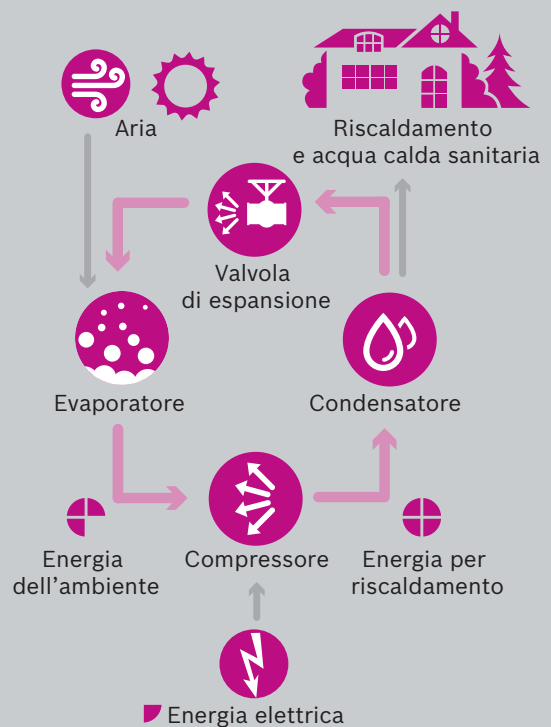 Aria
Riscaldamento
e acqua calda sanitaria
Valvola
di espansione
Evaporatore
Condensatore
Energia
dell'ambiente
Compressore
Energia per
riscaldamento
Energia elettrica